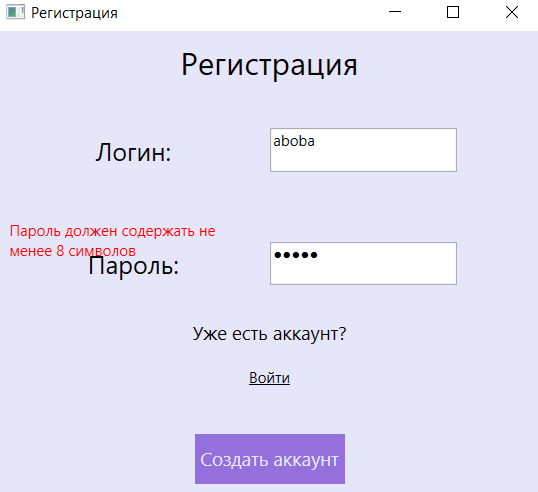 Регистрация
Регистрация
Логин:
aboba
Пароль должен содержать не
менее 8 символов
Пароль:
●●●●●
Уже есть аккаунт?
Войти
Создать аккаунт